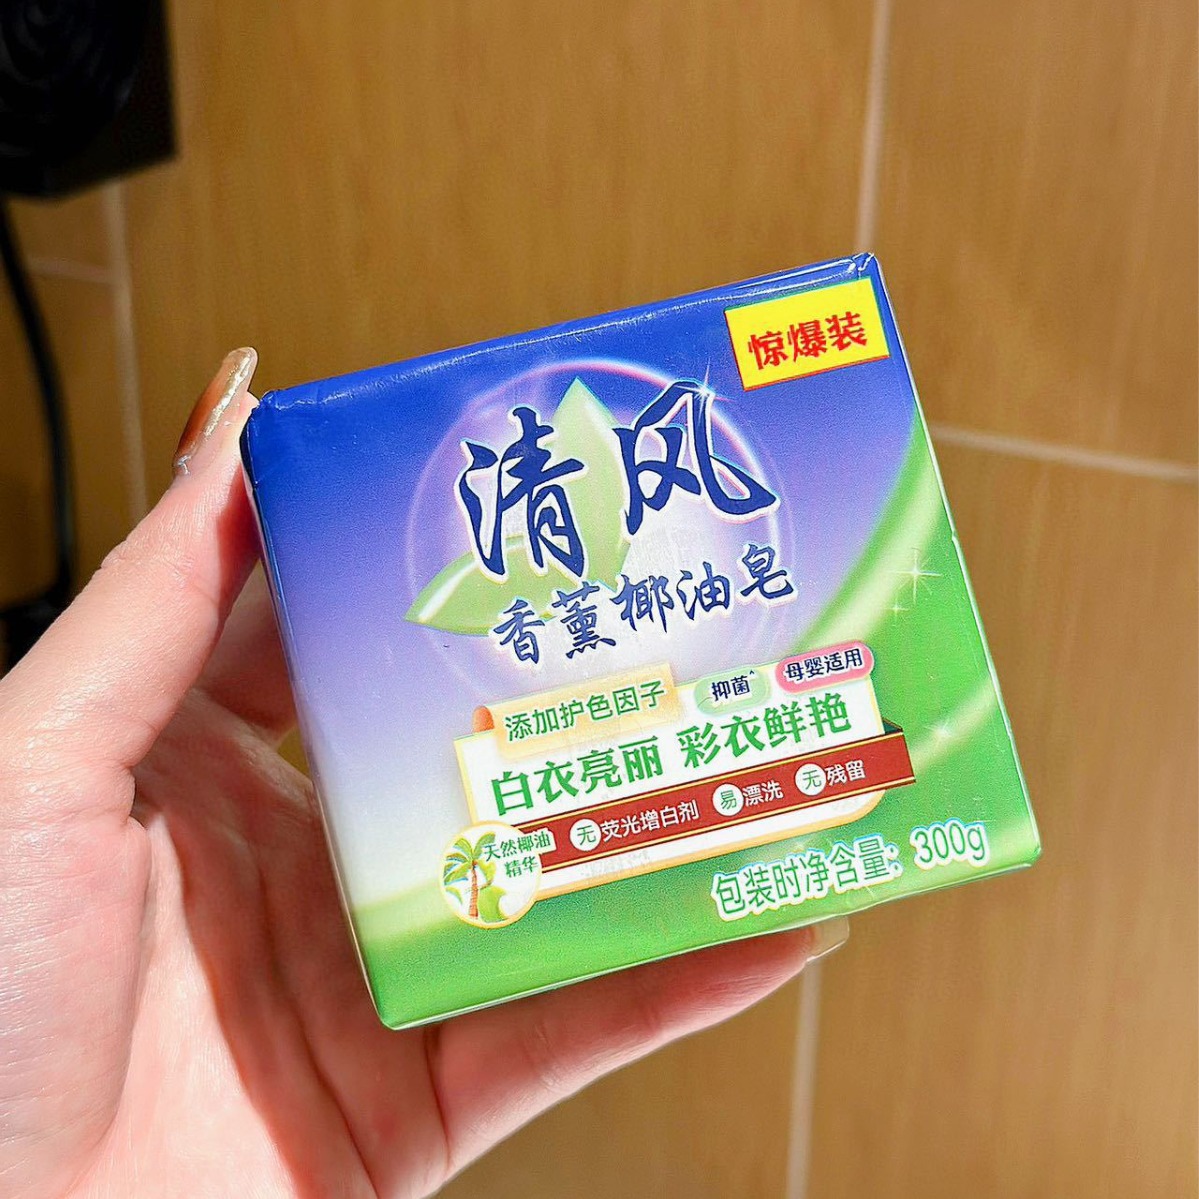 惊爆装
清风
香薰椰油皂
添加护色因子
抑菌^
母婴适用
白衣亮丽 彩衣鲜艳
无荧光增白剂 易漂洗 无残留
天然椰油
精华
包装时净含量：300g